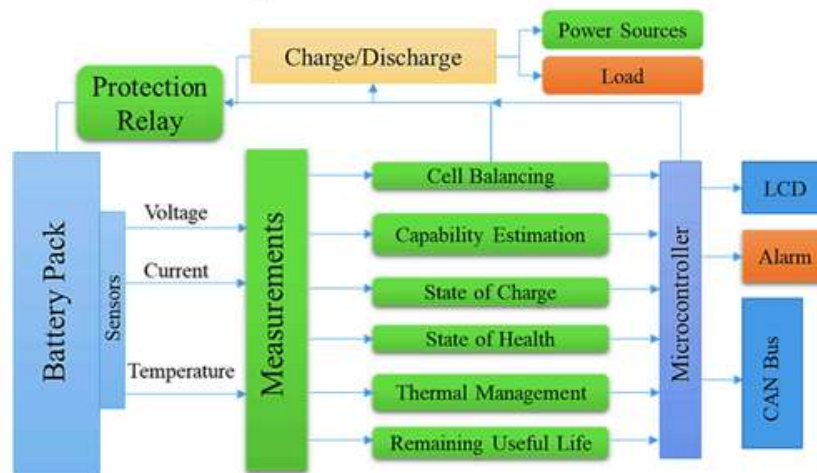 Power Sources
Charge/Discharge
Load
Protection
Relay
Battery Pack
Sensors
Voltage
Current
Temperature
Measurements
Cell Balancing
Capability Estimation
State of Charge
State of Health
Thermal Management
Remaining Useful Life
Microcontroller
LCD
Alarm
CAN Bus